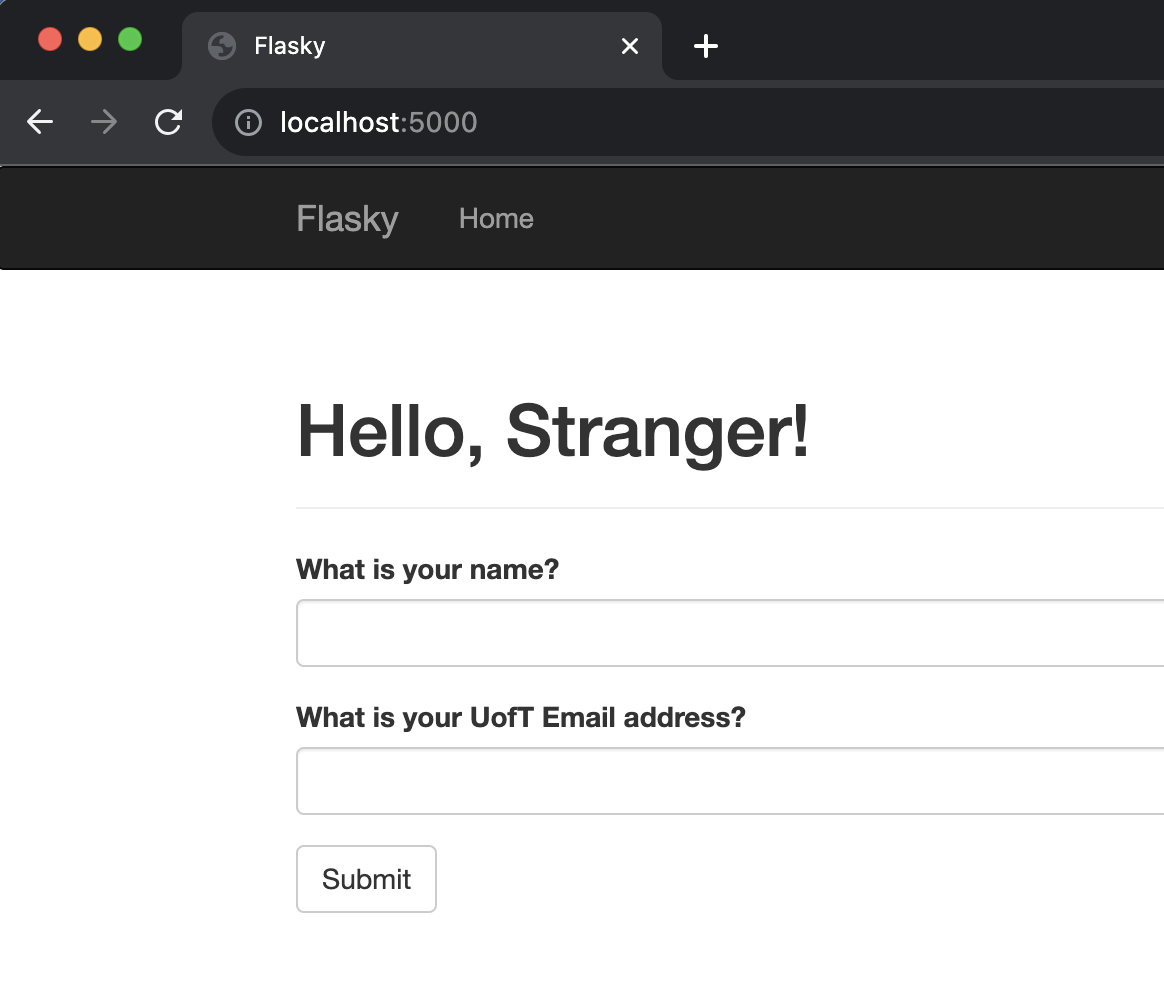 Flasky
localhost:5000
Flasky Home
Hello, Stranger!
What is your name?
What is your UofT Email address?
Submit